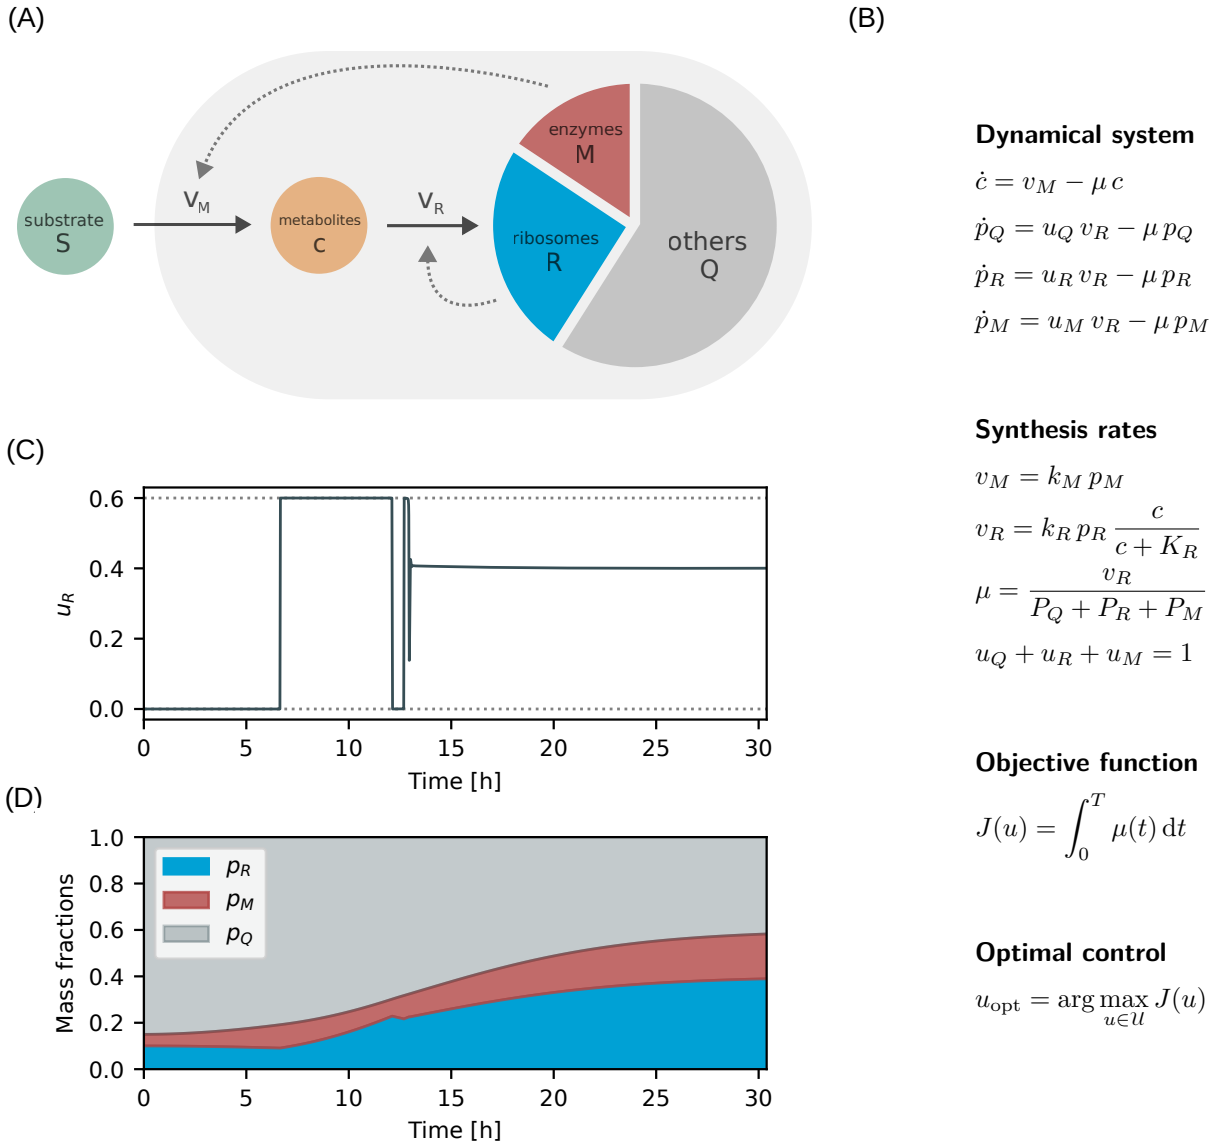 (A)
enzymes
M
substrate
S
v_M
metabolites
c
v_R
ribosomes
R
others
Q
(B)
Dynamical system
ċ = v_M − μ c
ṗ_Q = u_Q v_R − μ p_Q
ṗ_R = u_R v_R − μ p_R
ṗ_M = u_M v_R − μ p_M
Synthesis rates
v_M = k_M p_M
v_R = k_R p_R c / (c + K_R)
μ = v_R / (P_Q + P_R + P_M)
u_Q + u_R + u_M = 1
Objective function
J(u) = ∫_0^T μ(t) dt
Optimal control
u_opt = arg max_{u∈𝒰} J(u)
(C)
u_R
0.6
0.4
0.2
0.0
0 5 10 15 20 25 30
Time [h]
(D)
Mass fractions
1.0
0.8
0.6
0.4
0.2
0.0
p_R
p_M
p_Q
0 5 10 15 20 25 30
Time [h]